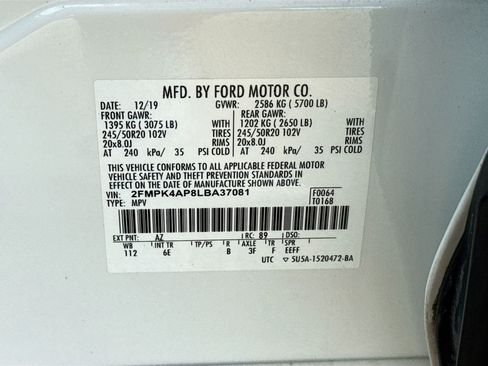 MFD. BY FORD MOTOR CO.
DATE: 12/19 GVWR: 2586 KG ( 5700 LB)
FRONT GAWR: REAR GAWR:
1395 KG ( 3075 LB) WITH 1202 KG ( 2650 LB) WITH
245/50R20 102V TIRES 245/50R20 102V TIRES
20x8.0J RIMS 20x8.0J RIMS
AT 240 kPa/ 35 PSI COLD AT 240 kPa/ 35 PSI COLD
THIS VEHICLE CONFORMS TO ALL APPLICABLE FEDERAL MOTOR
VEHICLE SAFETY AND THEFT PREVENTION STANDARDS IN
EFFECT ON THE DATE OF MANUFACTURE SHOWN ABOVE.
VIN: 2FMPK4AP8LBA37081 F0064
TYPE: MPV T0168
EXT PNT: AZ RC: 89 DSO:
WB INT TR TP/PS R AXLE TR SPR
112 6E B 3F F EEFF
UTC ▽ 5U5A-1520472-BA